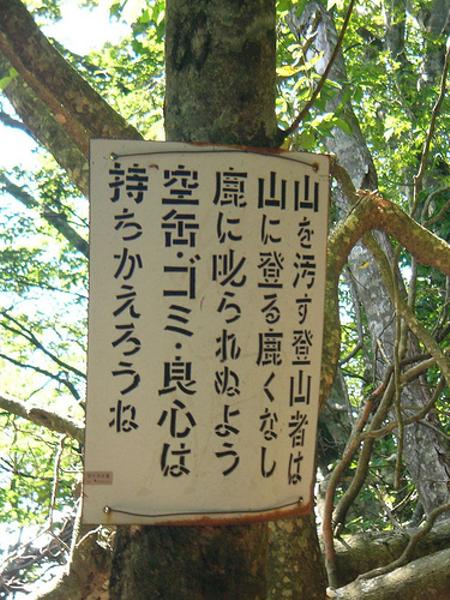 山を汚す登山者は
山に登る鹿くなし
鹿に叱られぬよう
空缶・ゴミ・良心は
持ちかえろうね